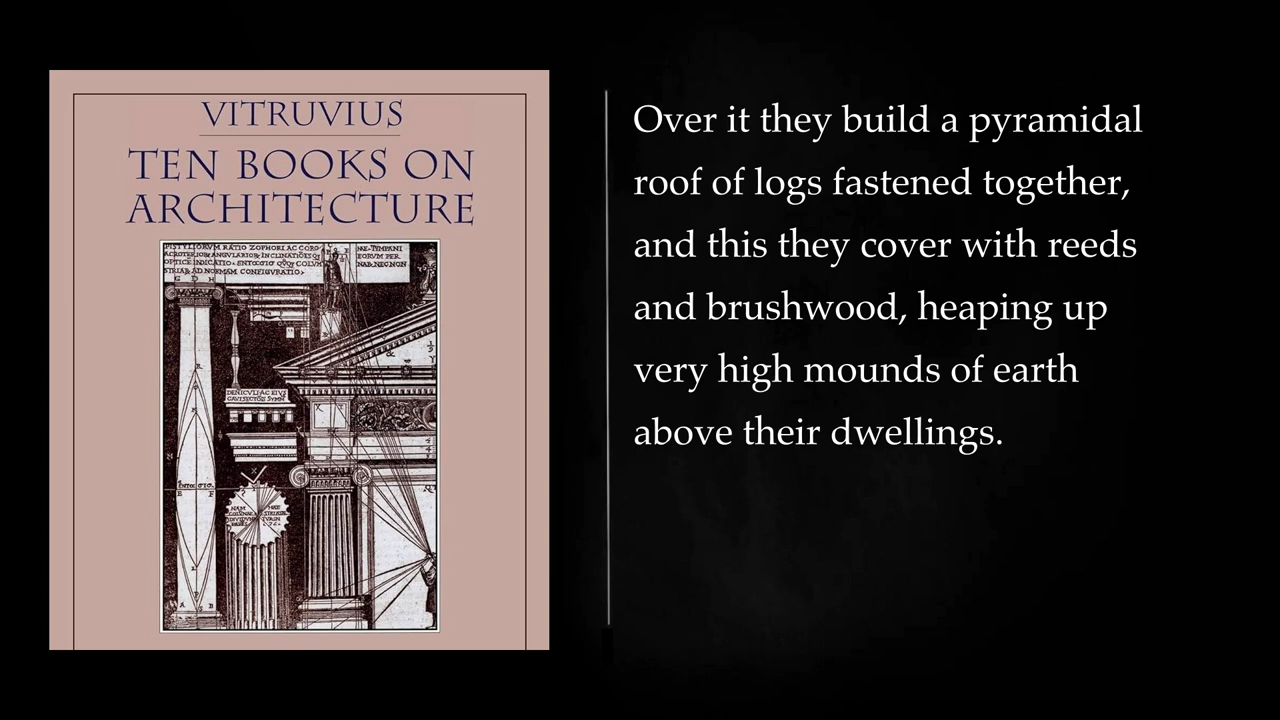 VITRUVIUS
TEN BOOKS ON
ARCHITECTURE
Over it they build a pyramidal
roof of logs fastened together,
and this they cover with reeds
and brushwood, heaping up
very high mounds of earth
above their dwellings.